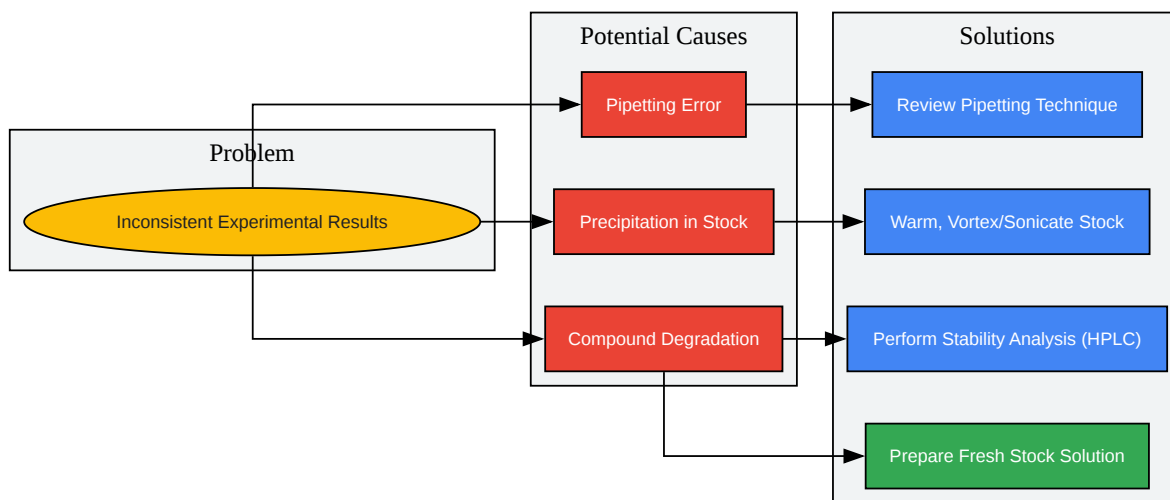 Potential Causes
Solutions
Pipetting Error
Review Pipetting Technique
Problem
Inconsistent Experimental Results
Precipitation in Stock
Warm, Vortex/Sonicate Stock
Compound Degradation
Perform Stability Analysis (HPLC)
Prepare Fresh Stock Solution